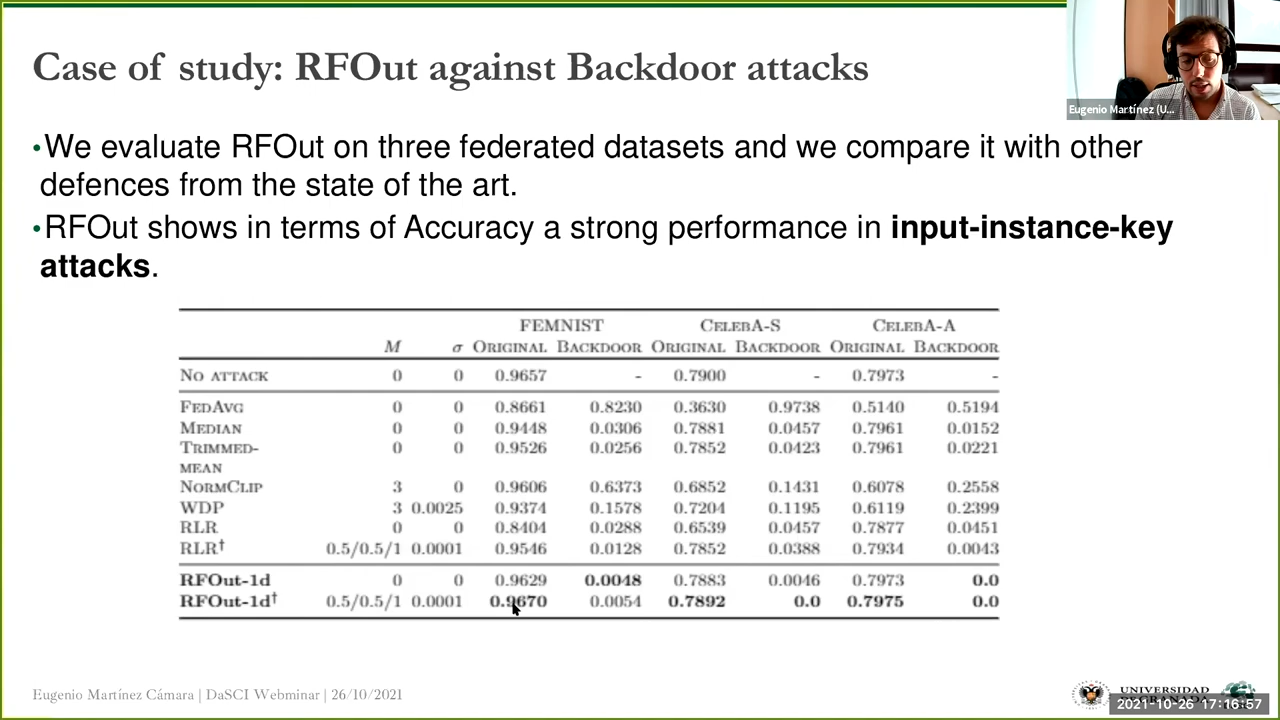 Case of study: RFOut against Backdoor attacks
Eugenio Martínez (U...
•We evaluate RFOut on three federated datasets and we compare it with other
defences from the state of the art.
•RFOut shows in terms of Accuracy a strong performance in input-instance-key
attacks.
FEMNIST CELEBA-S CELEBA-A
M σ ORIGINAL BACKDOOR ORIGINAL BACKDOOR ORIGINAL BACKDOOR
NO ATTACK 0 0 0.9657 - 0.7900 - 0.7973 -
FEDAVG 0 0 0.8661 0.8230 0.3630 0.9738 0.5140 0.5194
MEDIAN 0 0 0.9448 0.0306 0.7881 0.0457 0.7961 0.0152
TRIMMED- 0 0 0.9526 0.0256 0.7852 0.0423 0.7961 0.0221
MEAN
NORMCLIP 3 0 0.9606 0.6373 0.6852 0.1431 0.6078 0.2558
WDP 3 0.0025 0.9374 0.1578 0.7204 0.1195 0.6119 0.2399
RLR 0 0 0.8404 0.0288 0.6539 0.0457 0.7877 0.0451
RLR† 0.5/0.5/1 0.0001 0.9546 0.0128 0.7852 0.0388 0.7934 0.0043
RFOut-1d 0 0 0.9629 0.0048 0.7883 0.0046 0.7973 0.0
RFOut-1d† 0.5/0.5/1 0.0001 0.9670 0.0054 0.7892 0.0 0.7975 0.0
Eugenio Martínez Cámara | DaSCI Webminar | 26/10/2021
UNIVERSIDAD
2021-10-26 17:16:57